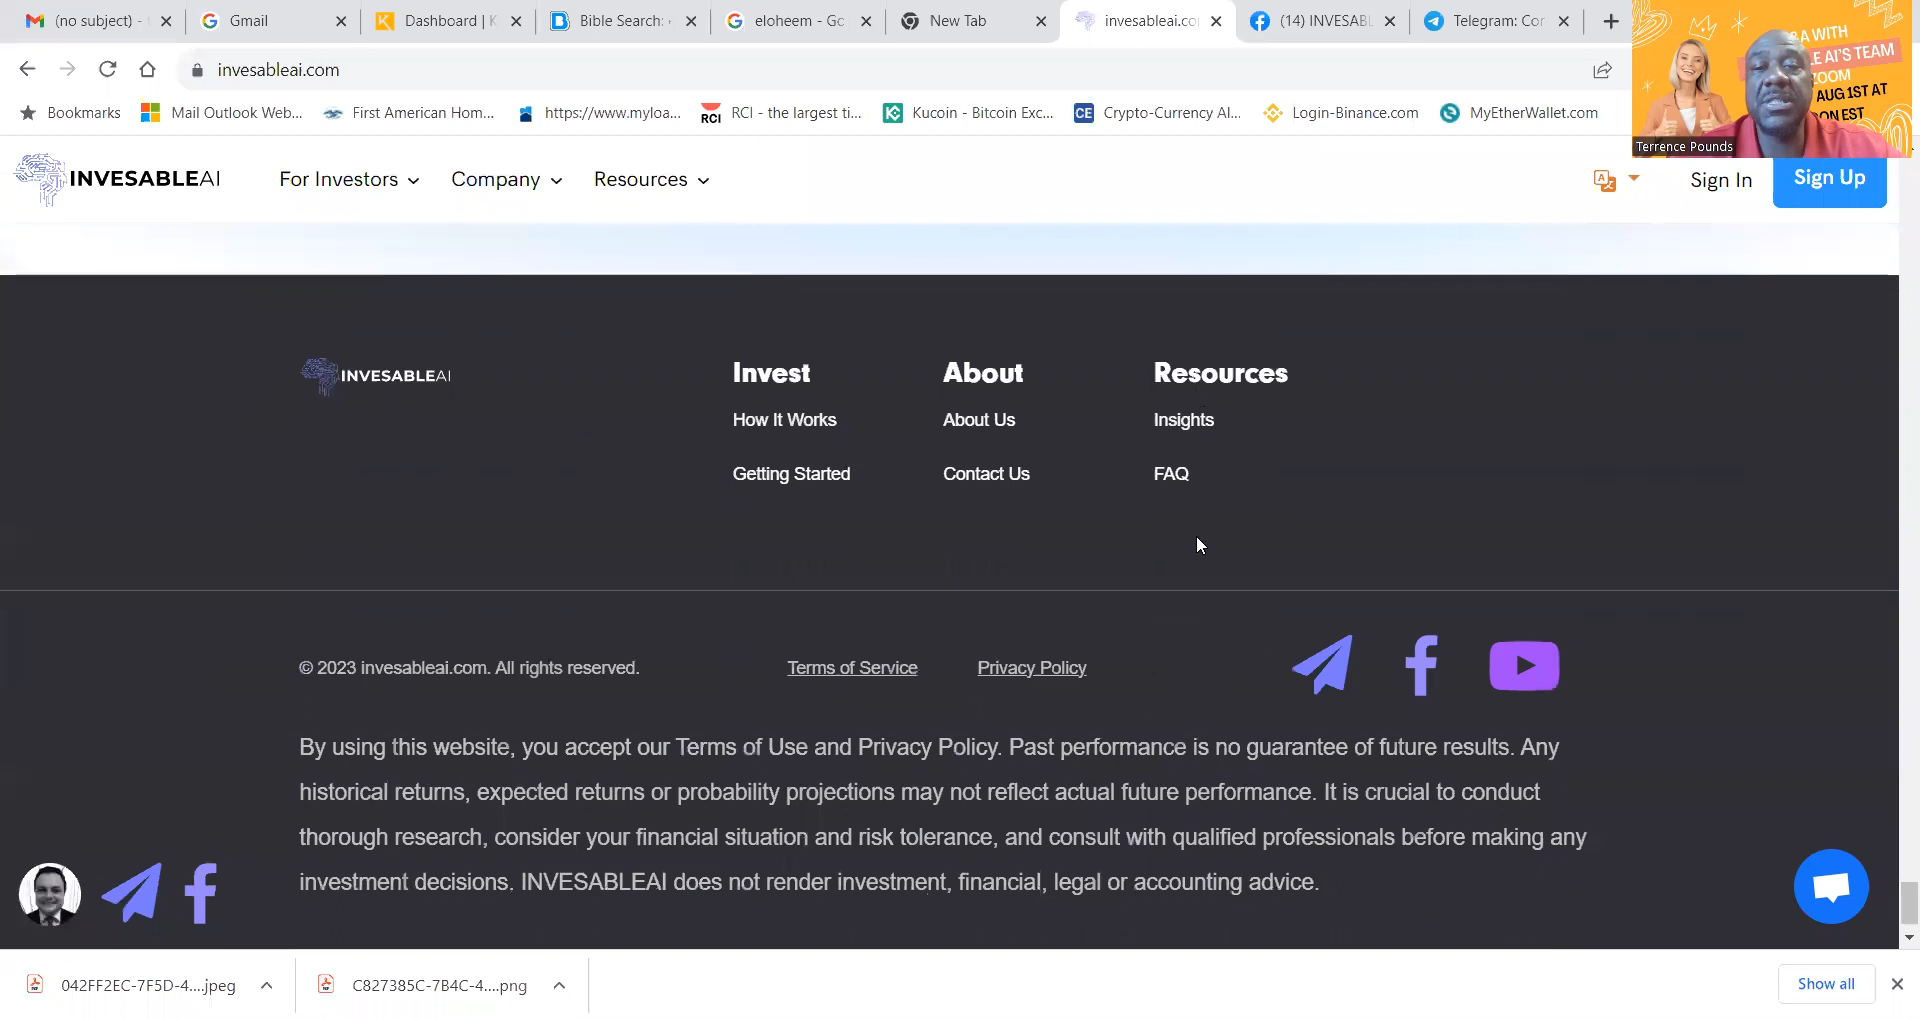 (no subject) -
Gmail
Dashboard | K
Bible Search:
eloheem - Go
New Tab
invesableai.co
(14) INVESABL
Telegram: Cor
invesableai.com
Bookmarks
Mail Outlook Web...
First American Hom...
https://www.myloa...
RCI - the largest ti...
Kucoin - Bitcoin Exc...
Crypto-Currency Al...
Login-Binance.com
MyEtherWallet.com
&A WITH
LE AI'S TEAM
ZOOM
AUG 1ST AT
ON EST
Terrence Pounds
INVESABLEAI
For Investors
Company
Resources
Sign In
Sign Up
INVESABLEAI
Invest
About
Resources
How It Works
About Us
Insights
Getting Started
Contact Us
FAQ
© 2023 invesableai.com. All rights reserved.
Terms of Service
Privacy Policy
By using this website, you accept our Terms of Use and Privacy Policy. Past performance is no guarantee of future results. Any
historical returns, expected returns or probability projections may not reflect actual future performance. It is crucial to conduct
thorough research, consider your financial situation and risk tolerance, and consult with qualified professionals before making any
investment decisions. INVESABLEAI does not render investment, financial, legal or accounting advice.
042FF2EC-7F5D-4....jpeg
C827385C-7B4C-4....png
Show all